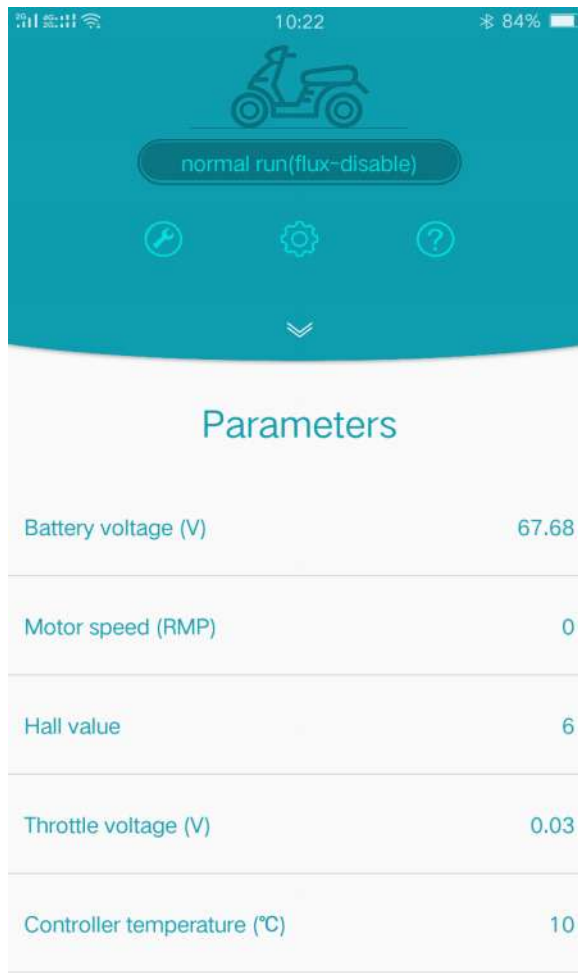 10:22
84%
normal run(flux-disable)
?
Parameters
Battery voltage (V) 67.68
Motor speed (RMP) 0
Hall value 6
Throttle voltage (V) 0.03
Controller temperature (℃) 10